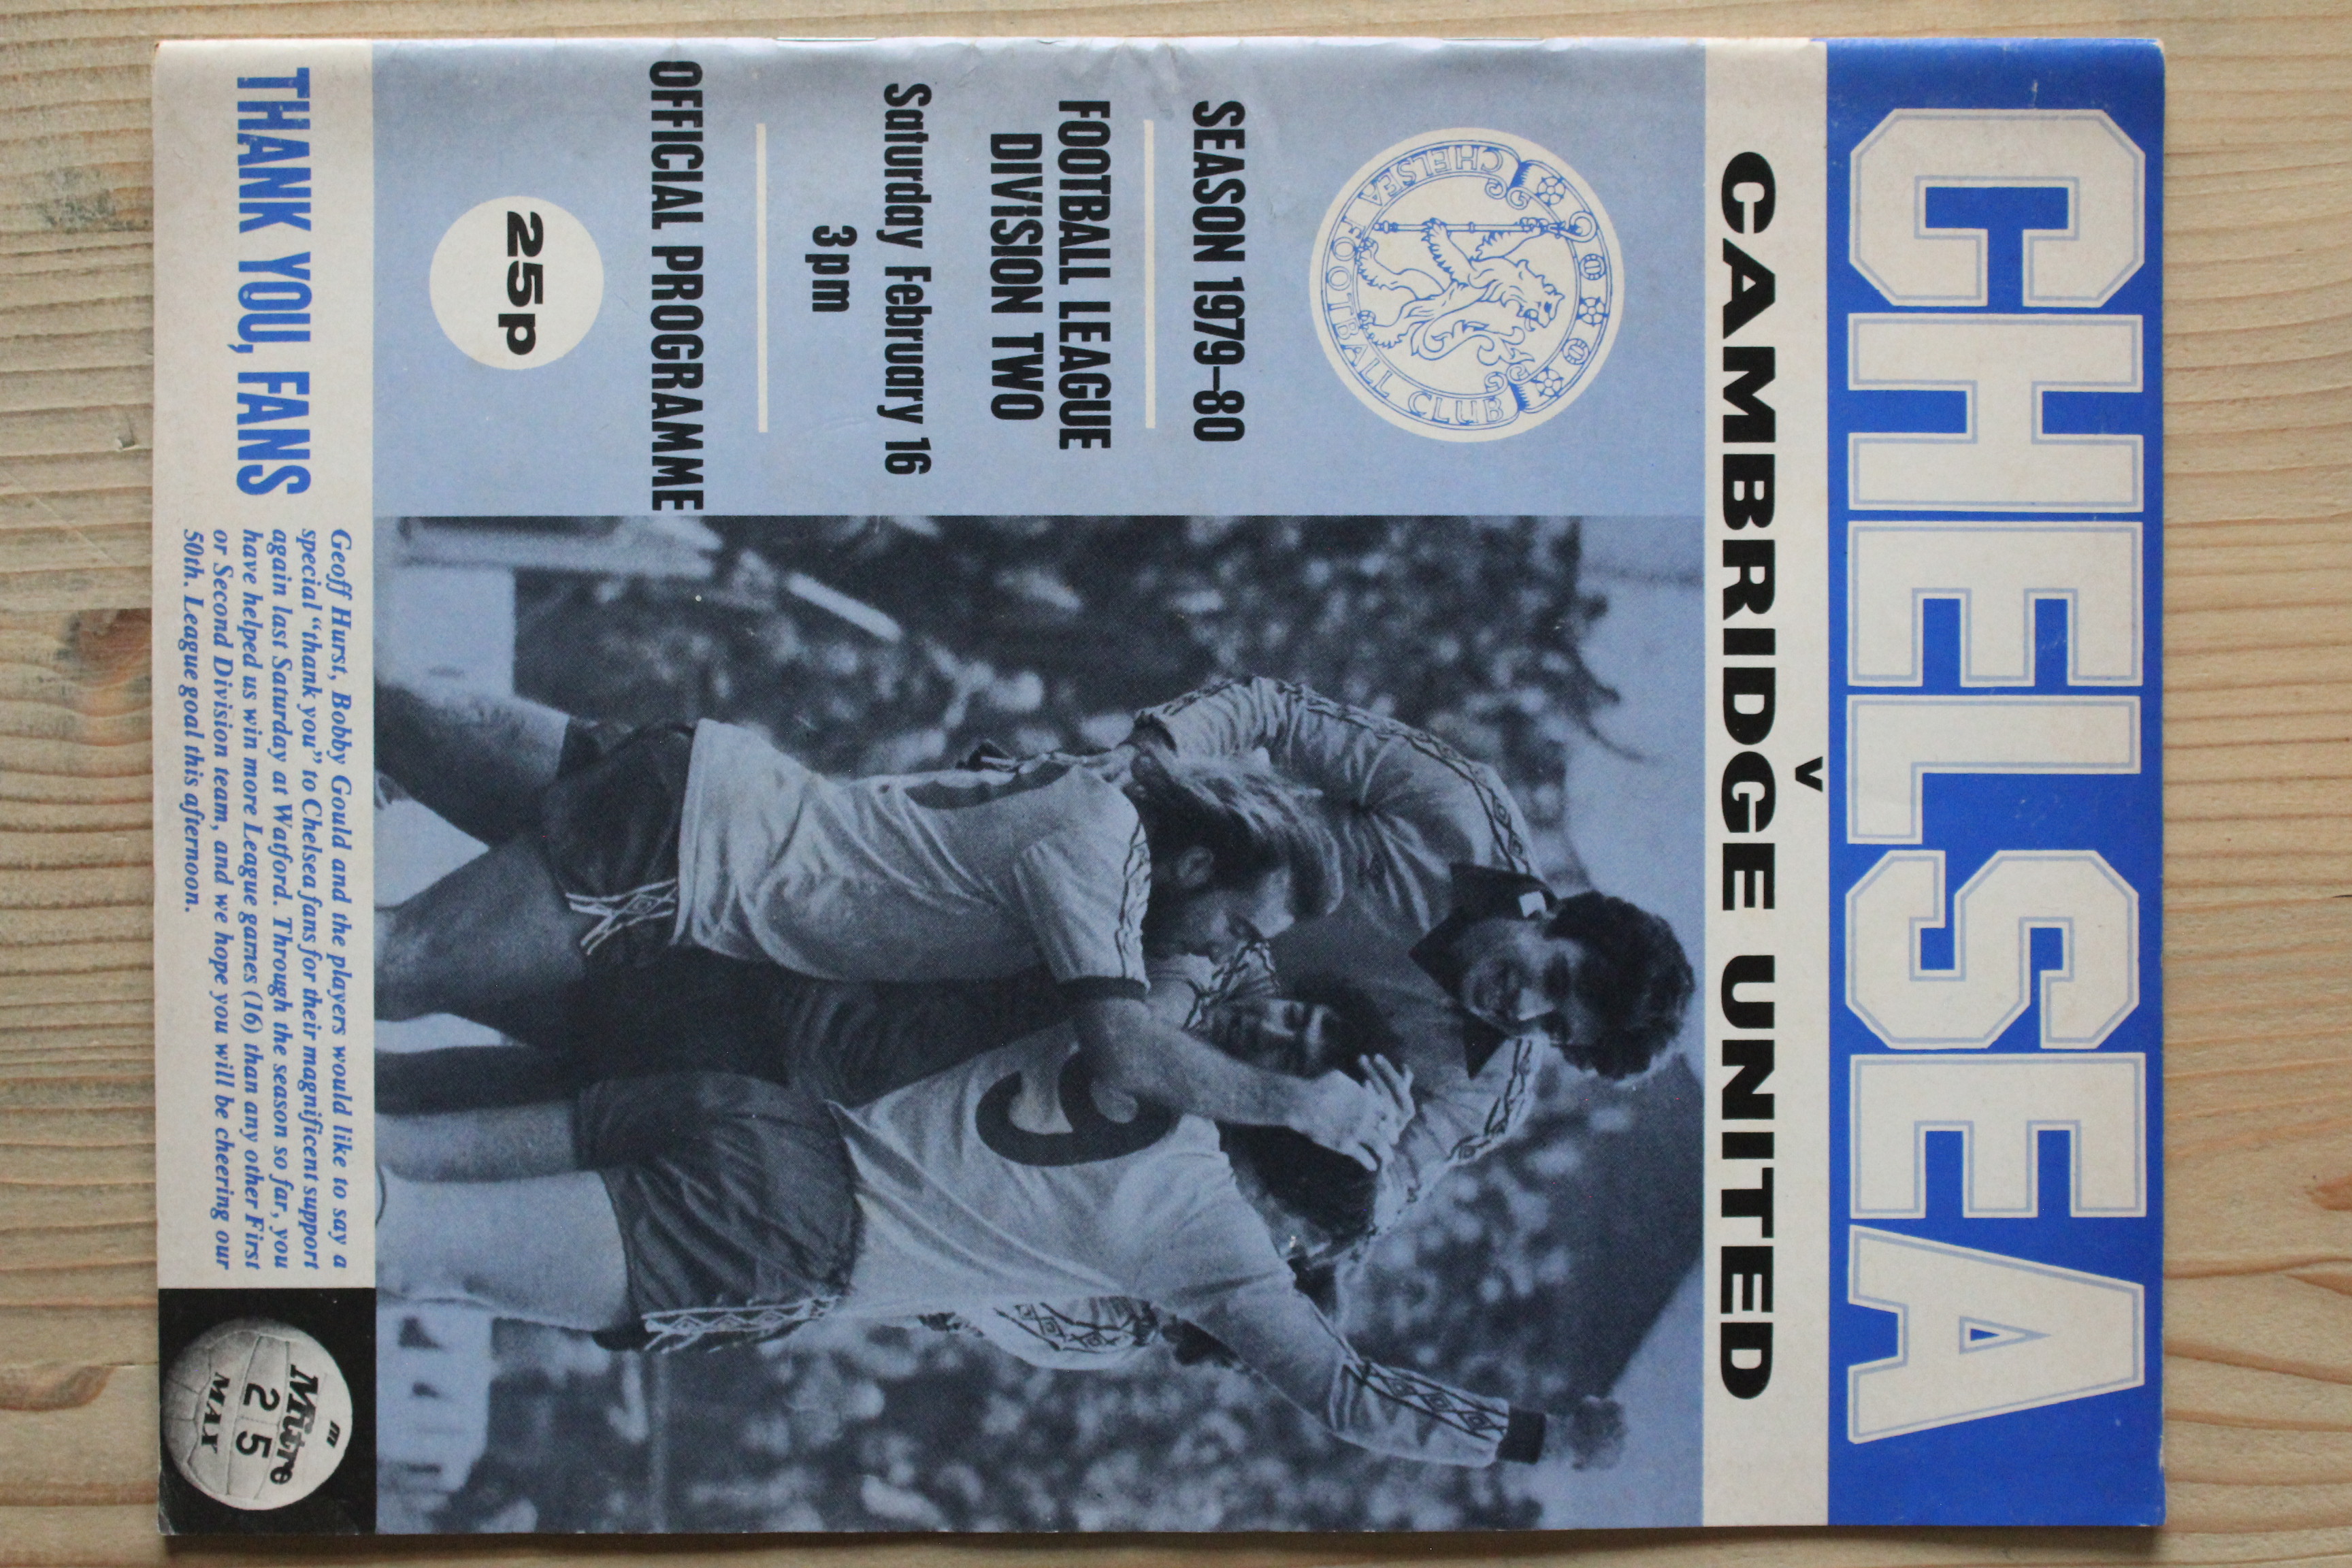 CHELSEA
v
CAMBRIDGE UNITED
CHELSEA FOOTBALL CLUB
SEASON 1979–80
FOOTBALL LEAGUE
DIVISION TWO
Saturday February 16
3pm
OFFICIAL PROGRAMME
25p
9
THANK YOU, FANS
Geoff Hurst, Bobby Gould and the players would like to say a
special “thank you” to Chelsea fans for their magnificent support
again last Saturday at Watford. Through the season so far, you
have helped us win more League games (16) than any other First
or Second Division team, and we hope you will be cheering our
50th. League goal this afternoon.
m
Mitre
25
MAX